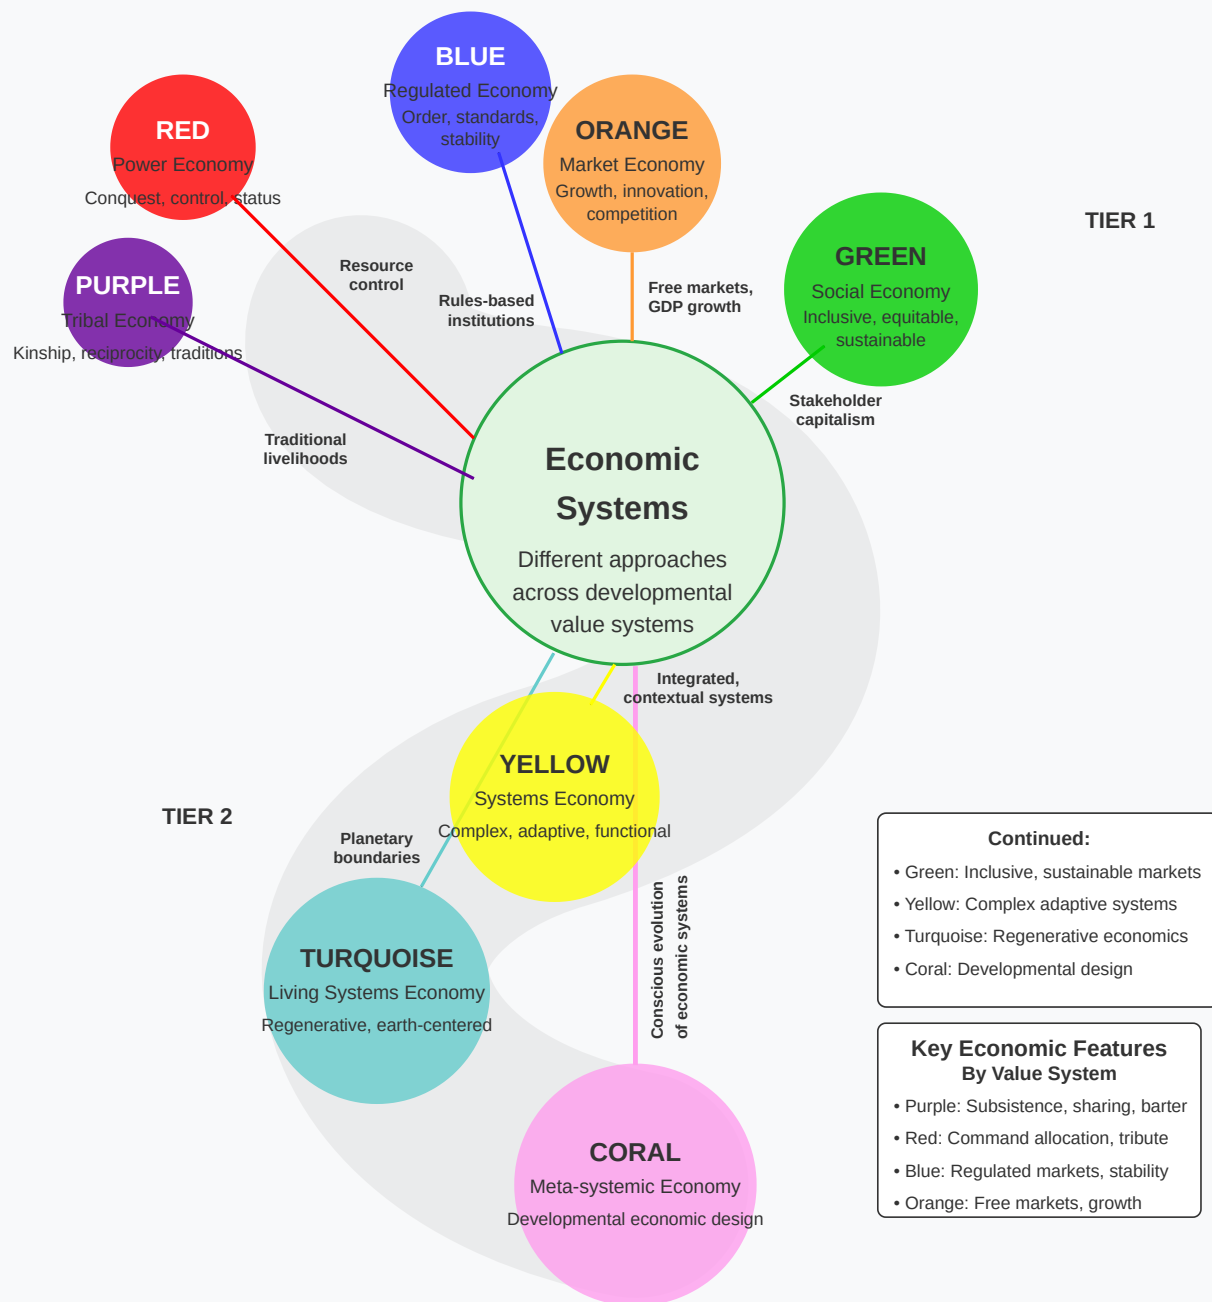 BLUE
Regulated Economy
Order, standards,
stability
RED
Power Economy
Conquest, control, status
ORANGE
Market Economy
Growth, innovation,
competition
TIER 1
GREEN
Social Economy
Inclusive, equitable,
sustainable
PURPLE
Tribal Economy
Kinship, reciprocity, traditions
Resource
control
Rules-based
institutions
Free markets,
GDP growth
Stakeholder
capitalism
Traditional
livelihoods
Economic
Systems
Different approaches
across developmental
value systems
Integrated,
contextual systems
YELLOW
Systems Economy
Complex, adaptive, functional
TIER 2
Planetary
boundaries
Conscious evolution
of economic systems
TURQUOISE
Living Systems Economy
Regenerative, earth-centered
CORAL
Meta-systemic Economy
Developmental economic design
Continued:
• Green: Inclusive, sustainable markets
• Yellow: Complex adaptive systems
• Turquoise: Regenerative economics
• Coral: Developmental design
Key Economic Features
By Value System
• Purple: Subsistence, sharing, barter
• Red: Command allocation, tribute
• Blue: Regulated markets, stability
• Orange: Free markets, growth